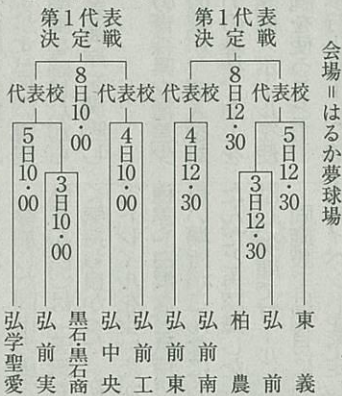 会場＝はるか夢球場
第1代表決定戦
8日12・30
代表校
代表校
5日12・30
3日12・30
4日12・30
東義
弘前
柏農
弘前南
弘前東
第1代表決定戦
8日10・00
代表校
代表校
4日10・00
5日10・00
3日10・00
弘前工
弘中央
黒石・黒石商
弘前実
弘学聖愛